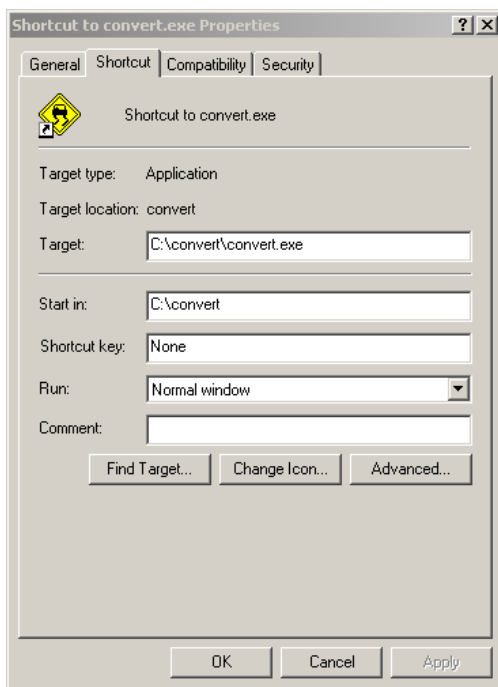 Shortcut to convert.exe Properties
General Shortcut Compatibility Security
Shortcut to convert.exe
Target type: Application
Target location: convert
Target: C:\convert\convert.exe
Start in: C:\convert
Shortcut key: None
Run: Normal window
Comment:
Find Target... Change Icon... Advanced...
OK Cancel Apply